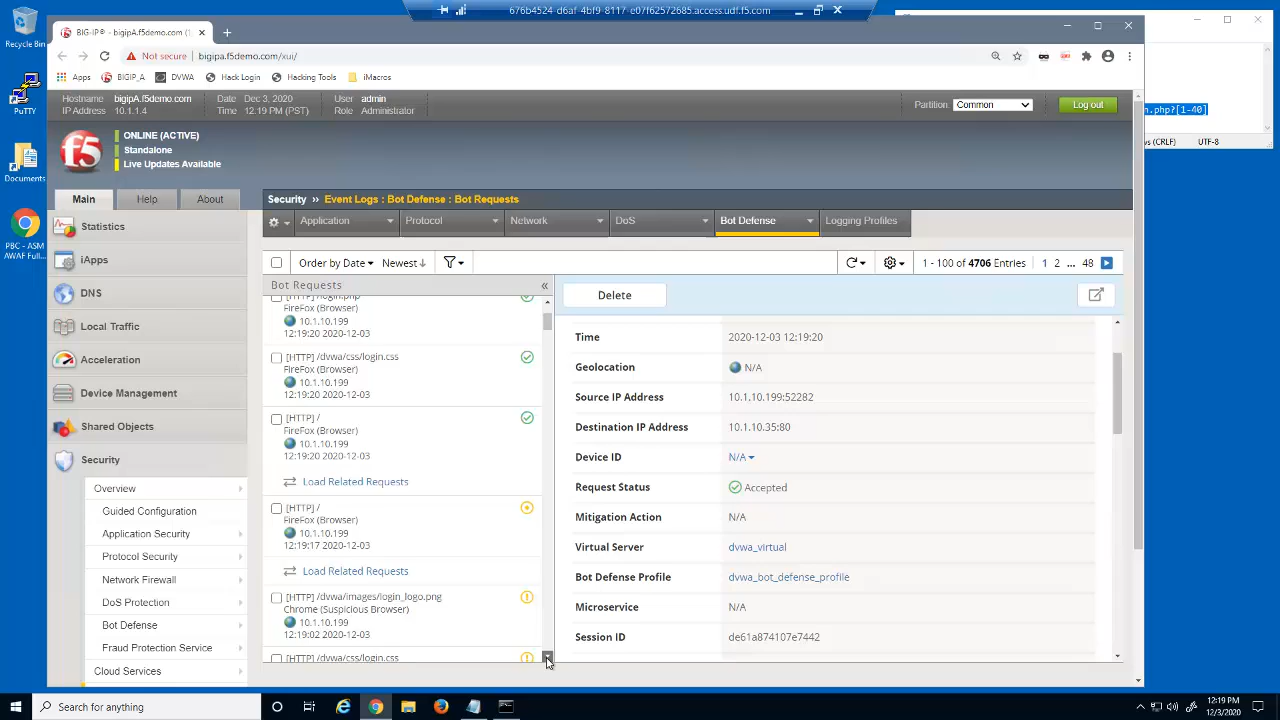 676b4524-d6af-4bf9-8117-e07f62572685.access.udf.f5.com
Recycle Bin
PuTTY
Documents
PBC - ASM
AWAF Full...
BIG-IP® - bigipa.f5demo.com (1
Not secure
bigipa.f5demo.com/xui/
Apps
BIGIP_A
DVWA
Hack Login
Hacking Tools
iMacros
Hostname bigipA.f5demo.com
IP Address 10.1.1.4
Date Dec 3, 2020
Time 12:19 PM (PST)
User admin
Role Administrator
Partition: Common
Log out
f5
ONLINE (ACTIVE)
Standalone
Live Updates Available
Main
Help
About
Security » Event Logs : Bot Defense : Bot Requests
Application
Protocol
Network
DoS
Bot Defense
Logging Profiles
Statistics
iApps
DNS
Local Traffic
Acceleration
Device Management
Shared Objects
Security
Overview
Guided Configuration
Application Security
Protocol Security
Network Firewall
DoS Protection
Bot Defense
Fraud Protection Service
Cloud Services
Order by Date
Newest
1 - 100 of 4706 Entries
1 2 ... 48
Bot Requests
«
[HTTP] /login.php
FireFox (Browser)
10.1.10.199
12:19:20 2020-12-03
[HTTP] /dvwa/css/login.css
FireFox (Browser)
10.1.10.199
12:19:20 2020-12-03
[HTTP] /
FireFox (Browser)
10.1.10.199
12:19:20 2020-12-03
Load Related Requests
[HTTP] /
FireFox (Browser)
10.1.10.199
12:19:17 2020-12-03
Load Related Requests
[HTTP] /dvwa/images/login_logo.png
Chrome (Suspicious Browser)
10.1.10.199
12:19:02 2020-12-03
[HTTP] /dvwa/css/login.css
Delete
Time 2020-12-03 12:19:20
Geolocation N/A
Source IP Address 10.1.10.199:52282
Destination IP Address 10.1.10.35:80
Device ID N/A
Request Status Accepted
Mitigation Action N/A
Virtual Server dvwa_virtual
Bot Defense Profile dvwa_bot_defense_profile
Microservice N/A
Session ID de61a874107e7442
n.php?[1-40]
(CRLF)
UTF-8
Search for anything
12:19 PM
12/3/2020